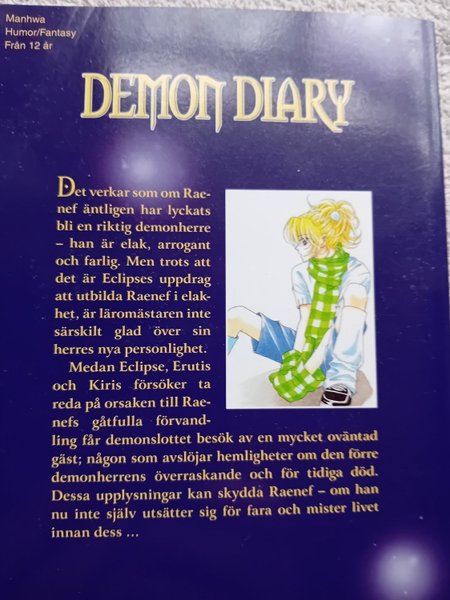 Manhwa
Humor/Fantasy
Från 12 år
DEMON DIARY
Det verkar som om Rae-
nef äntligen har lyckats
bli en riktig demonherre
– han är elak, arrogant
och farlig. Men trots att
det är Eclipses uppdrag
att utbilda Raenef i elak-
het, är läromästaren inte
särskilt glad över sin
herres nya personlighet.
Medan Eclipse, Erutis
och Kiris försöker ta
reda på orsaken till Rae-
nefs gåtfulla förvand-
ling får demonslottet besök av en mycket oväntad
gäst; någon som avslöjar hemligheter om den förre
demonherrens överraskande och för tidiga död.
Dessa upplysningar kan skydda Raenef – om han
nu inte själv utsätter sig för fara och mister livet
innan dess ...